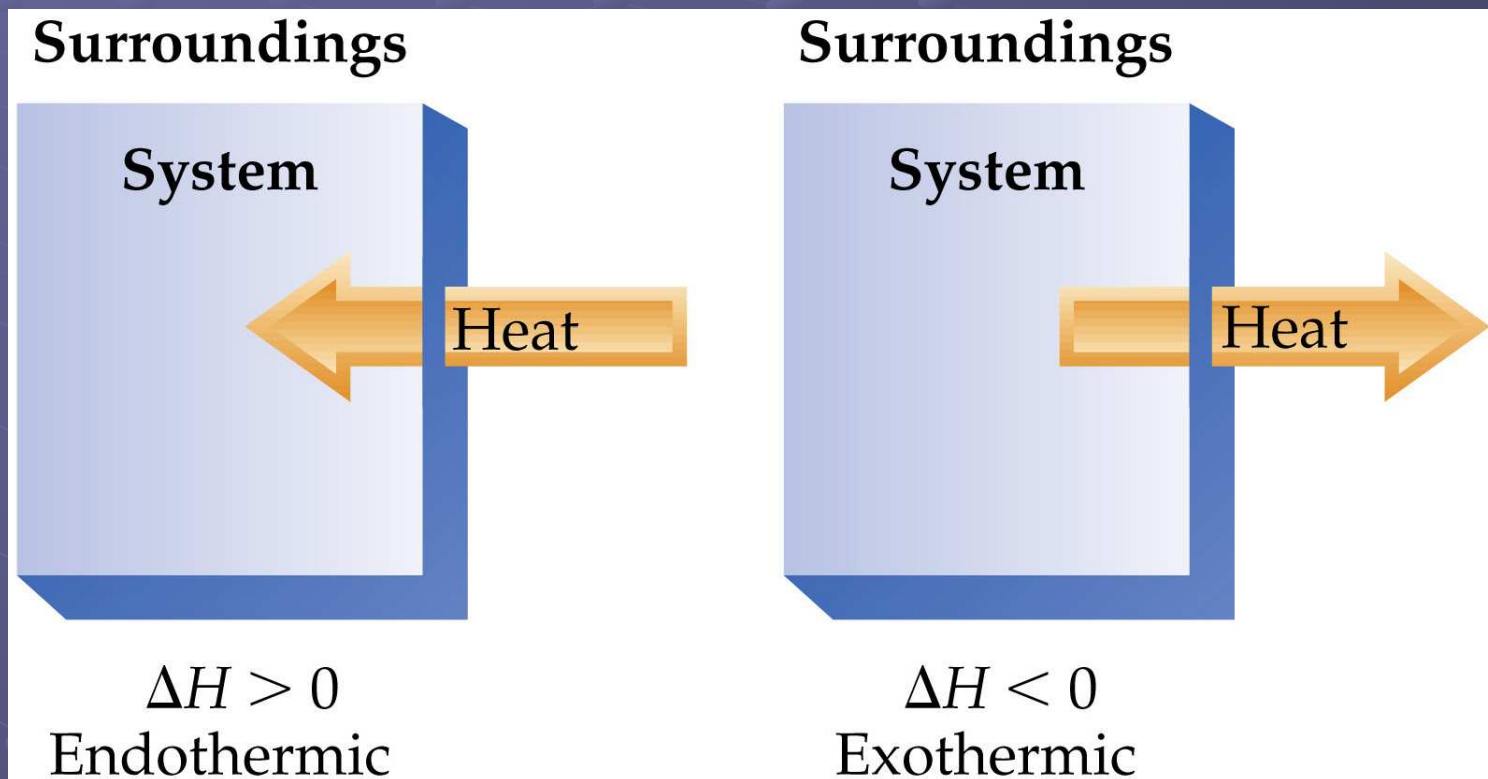 Surroundings
System
Heat
ΔH > 0
Endothermic
Surroundings
System
Heat
ΔH < 0
Exothermic